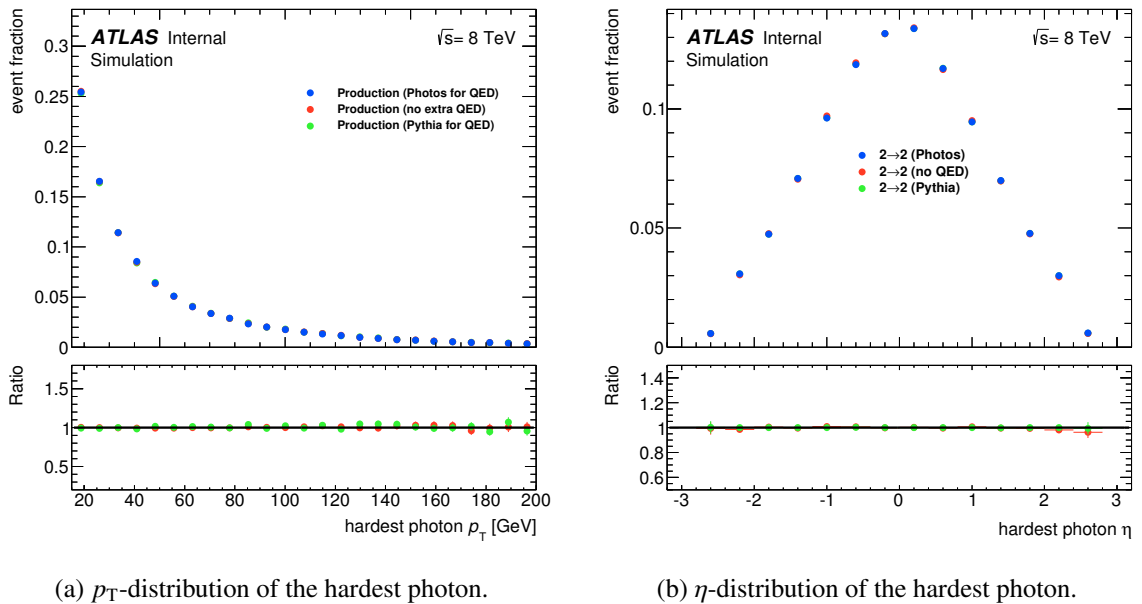 event fraction
0.3
0.25
0.2
0.15
0.1
0.05
0
ATLAS Internal
Simulation
√s= 8 TeV
Production (Photos for QED)
Production (no extra QED)
Production (Pythia for QED)
Ratio
1.5
1
0.5
20 40 60 80 100 120 140 160 180 200
hardest photon p_T [GeV]
(a) p_T-distribution of the hardest photon.
event fraction
0.1
0.05
0
ATLAS Internal
Simulation
√s= 8 TeV
2→2 (Photos)
2→2 (no QED)
2→2 (Pythia)
Ratio
1.4
1.2
1
0.8
0.6
-3 -2 -1 0 1 2 3
hardest photon η
(b) η-distribution of the hardest photon.